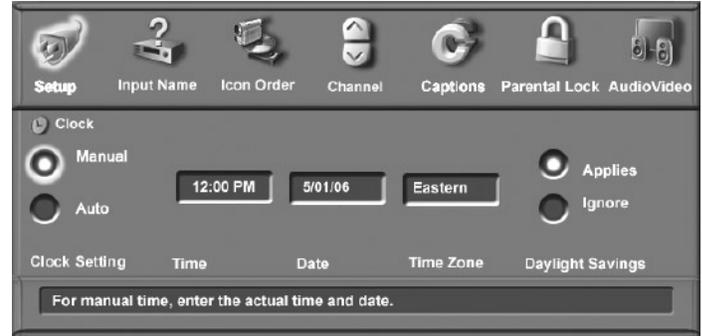 Setup Input Name Icon Order Channel Captions Parental Lock AudioVideo
Clock
Manual
Applies
12:00 PM 5/01/06 Eastern
Auto
Ignore
Clock Setting Time Date Time Zone Daylight Savings
For manual time, enter the actual time and date.